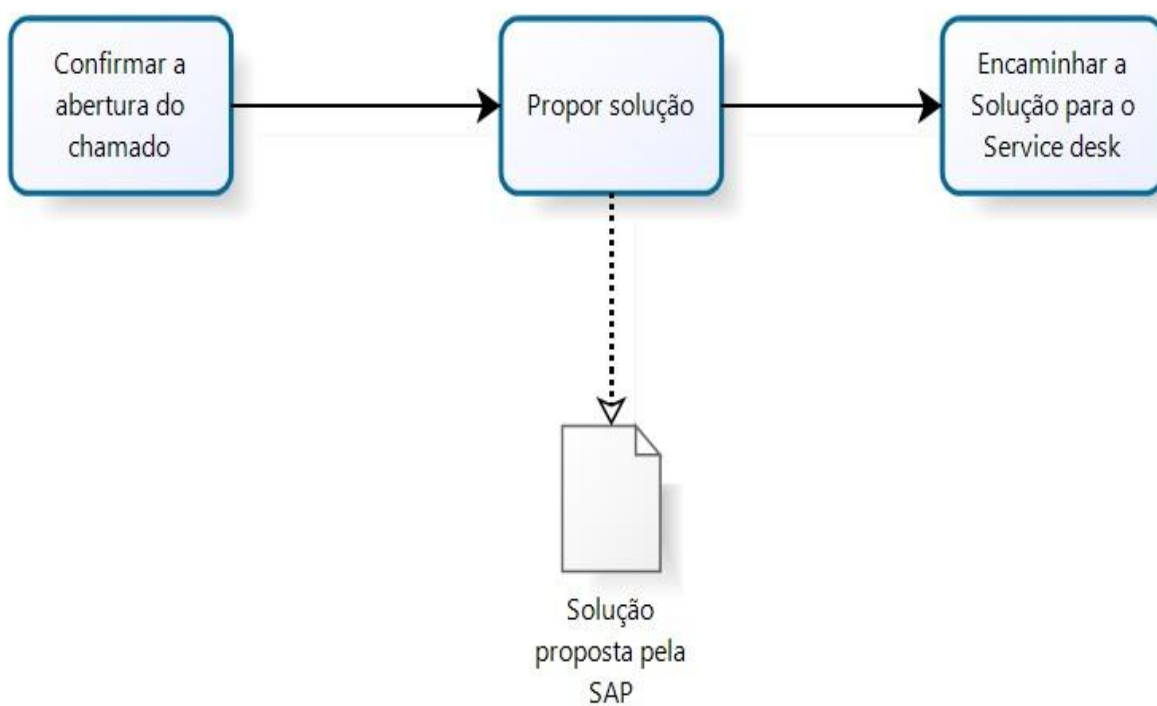 Confirmar a
abertura do
chamado
Propor solução
Encaminhar a
Solução para o
Service desk
Solução
proposta pela
SAP